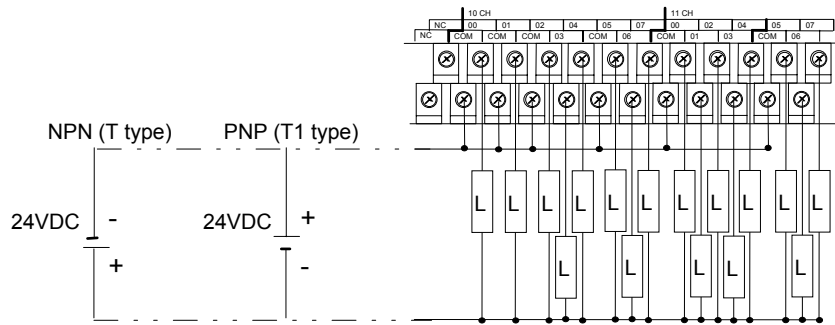 10 CH 11 CH
NC 00 01 02 04 05 07 00 02 04 05 07
NC COM COM COM 03 COM 06 COM 01 03 COM 06
NPN (T type) PNP (T1 type)
L L L L L L L L L L L
- +
24VDC 24VDC
+ -
L L L L L